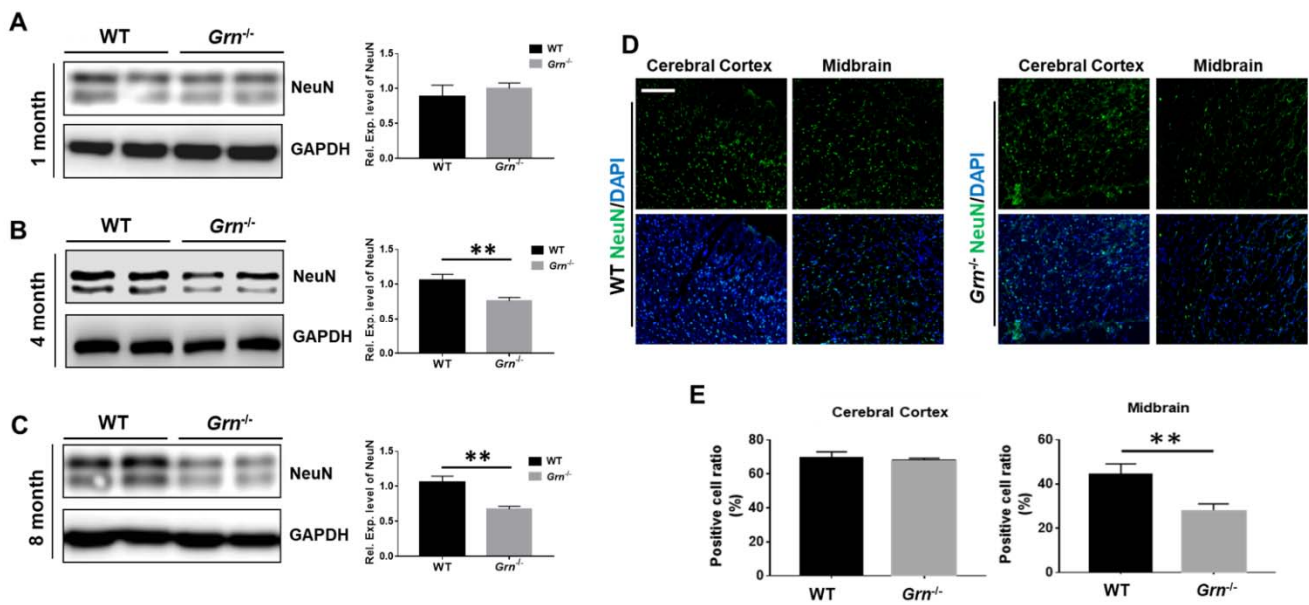 A
WT Grn-/-
1 month
NeuN
GAPDH
Rel. Exp. level of NeuN
1.5
1.0
0.5
0.0
WT
Grn-/-
WT Grn-/-
B
WT Grn-/-
4 month
NeuN
GAPDH
Rel. Exp. level of NeuN
1.5
1.0
0.5
0.0
**
WT
Grn-/-
WT Grn-/-
C
WT Grn-/-
8 month
NeuN
GAPDH
Rel. Exp. level of NeuN
1.5
1.0
0.5
0.0
**
WT
Grn-/-
WT Grn-/-
D
Cerebral Cortex Midbrain
WT NeuN/DAPI
Cerebral Cortex Midbrain
Grn-/- NeuN/DAPI
E
Cerebral Cortex
Positive cell ratio
(%)
80
60
40
20
0
WT Grn-/-
Midbrain
Positive cell ratio
(%)
60
40
20
0
**
WT Grn-/-